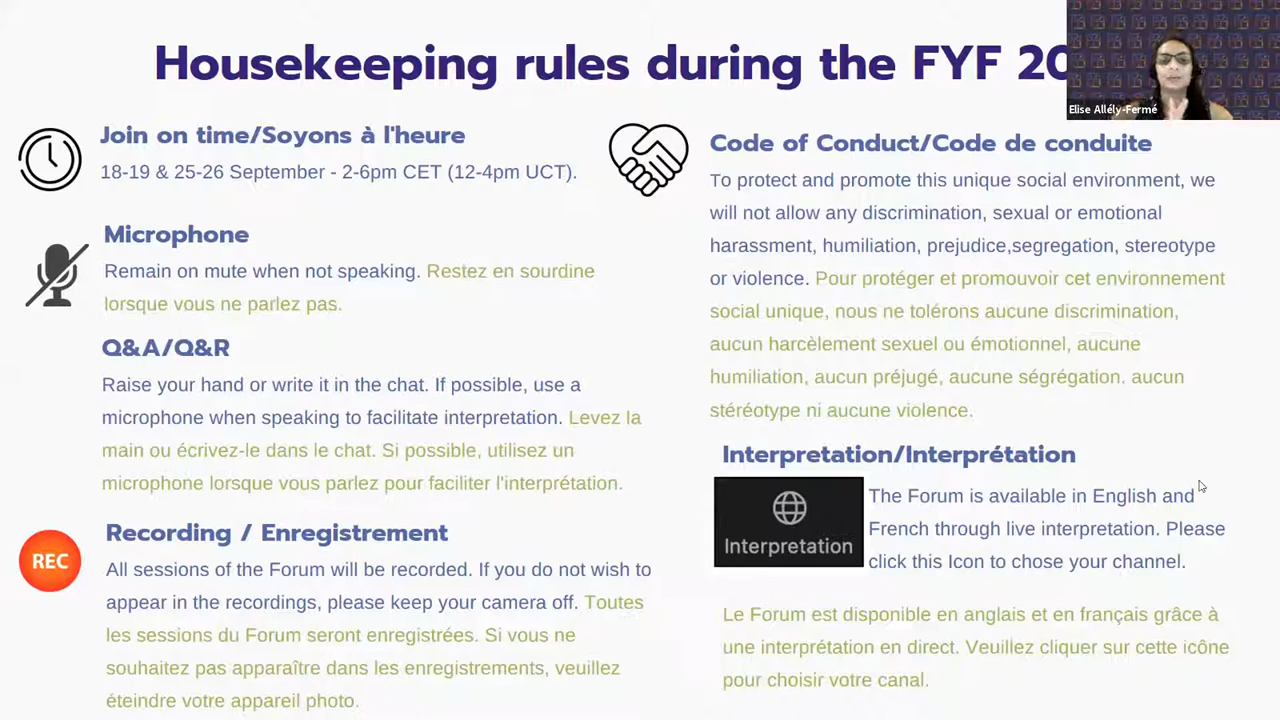 Housekeeping rules during the FYF
Elise Allély-Fermé
Join on time/Soyons à l'heure
18-19 & 25-26 September - 2-6pm CET (12-4pm UCT).
Microphone
Remain on mute when not speaking. Restez en sourdine
lorsque vous ne parlez pas.
Q&A/Q&R
Raise your hand or write it in the chat. If possible, use a
microphone when speaking to facilitate interpretation. Levez la
main ou écrivez-le dans le chat. Si possible, utilisez un
microphone lorsque vous parlez pour faciliter l'interprétation.
REC
Recording / Enregistrement
All sessions of the Forum will be recorded. If you do not wish to
appear in the recordings, please keep your camera off. Toutes
les sessions du Forum seront enregistrées. Si vous ne
souhaitez pas apparaître dans les enregistrements, veuillez
éteindre votre appareil photo.
Code of Conduct/Code de conduite
To protect and promote this unique social environment, we
will not allow any discrimination, sexual or emotional
harassment, humiliation, prejudice,segregation, stereotype
or violence. Pour protéger et promouvoir cet environnement
social unique, nous ne tolérons aucune discrimination,
aucun harcèlement sexuel ou émotionnel, aucune
humiliation, aucun préjugé, aucune ségrégation. aucun
stéréotype ni aucune violence.
Interpretation/Interprétation
Interpretation
The Forum is available in English and
French through live interpretation. Please
click this Icon to chose your channel.
Le Forum est disponible en anglais et en français grâce à
une interprétation en direct. Veuillez cliquer sur cette icône
pour choisir votre canal.